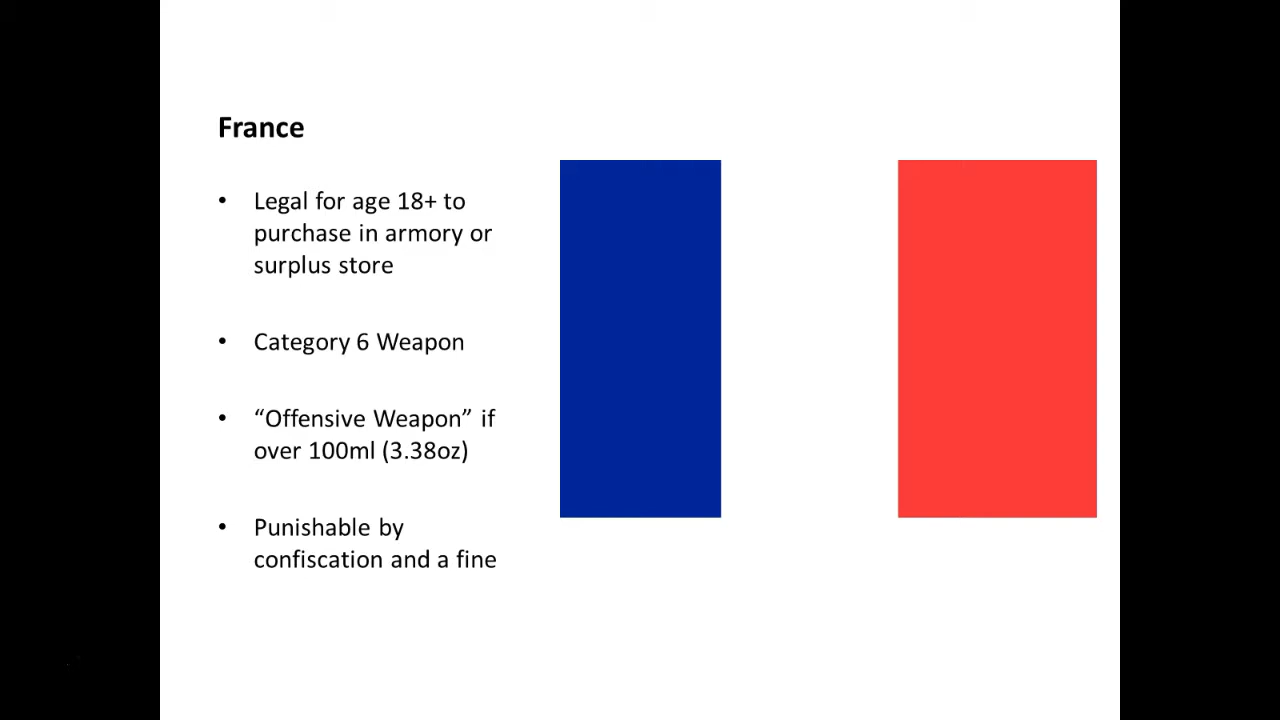 France
• Legal for age 18+ to
purchase in armory or
surplus store
• Category 6 Weapon
• “Offensive Weapon” if
over 100ml (3.38oz)
• Punishable by
confiscation and a fine